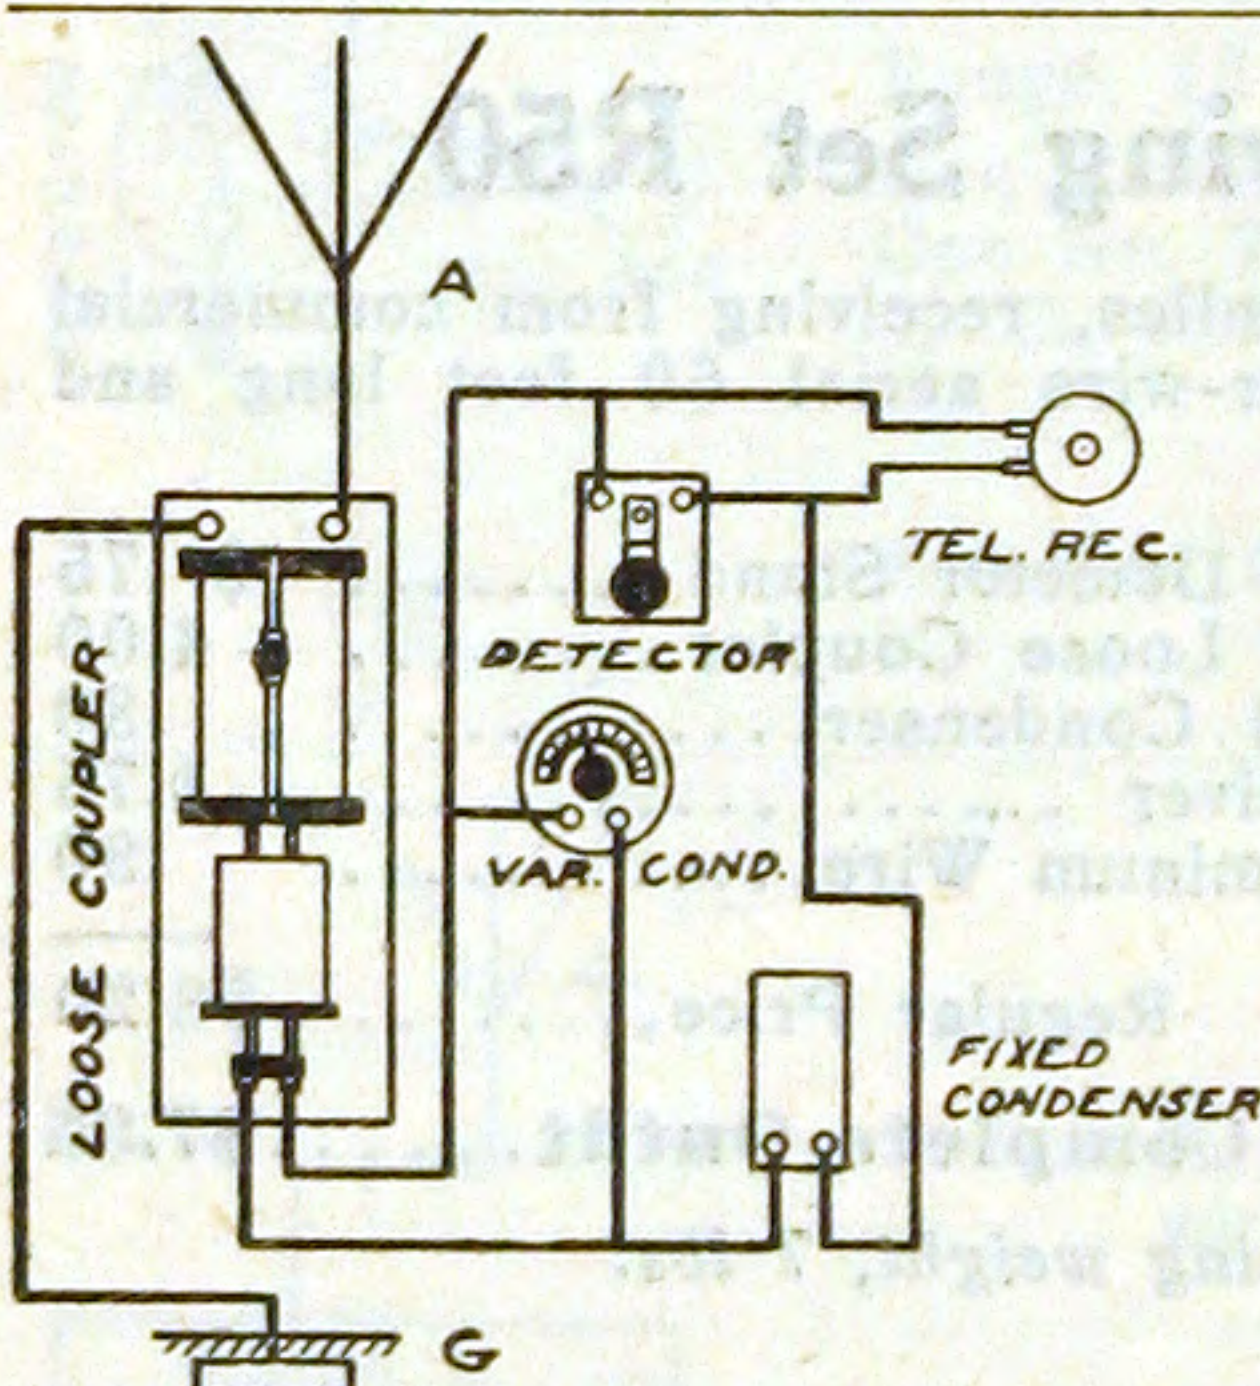 A
TEL. REC.
DETECTOR
VAR. COND.
LOOSE COUPLER
FIXED
CONDENSER
G